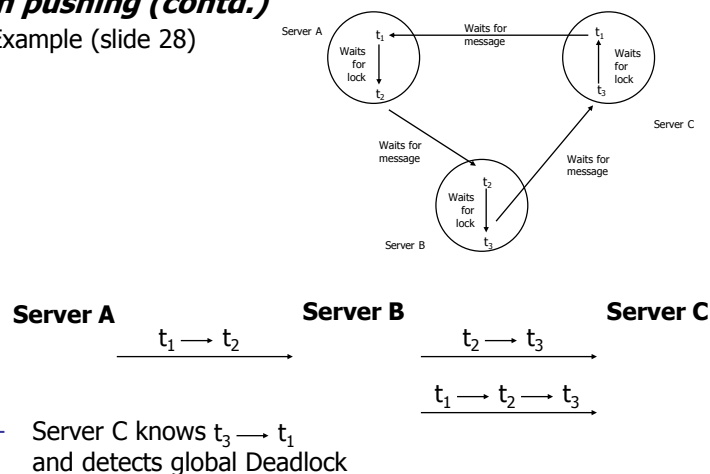 pushing (contd.)
Example (slide 28)
Server A
t₁
Waits for lock
t₂
Waits for message
t₁
Waits for lock
t₃
Server C
Waits for message
Waits for message
t₂
Waits for lock
t₃
Server B
Server A Server B Server C
t₁ → t₂ t₂ → t₃
t₁ → t₂ → t₃
– Server C knows t₃ → t₁
and detects global Deadlock